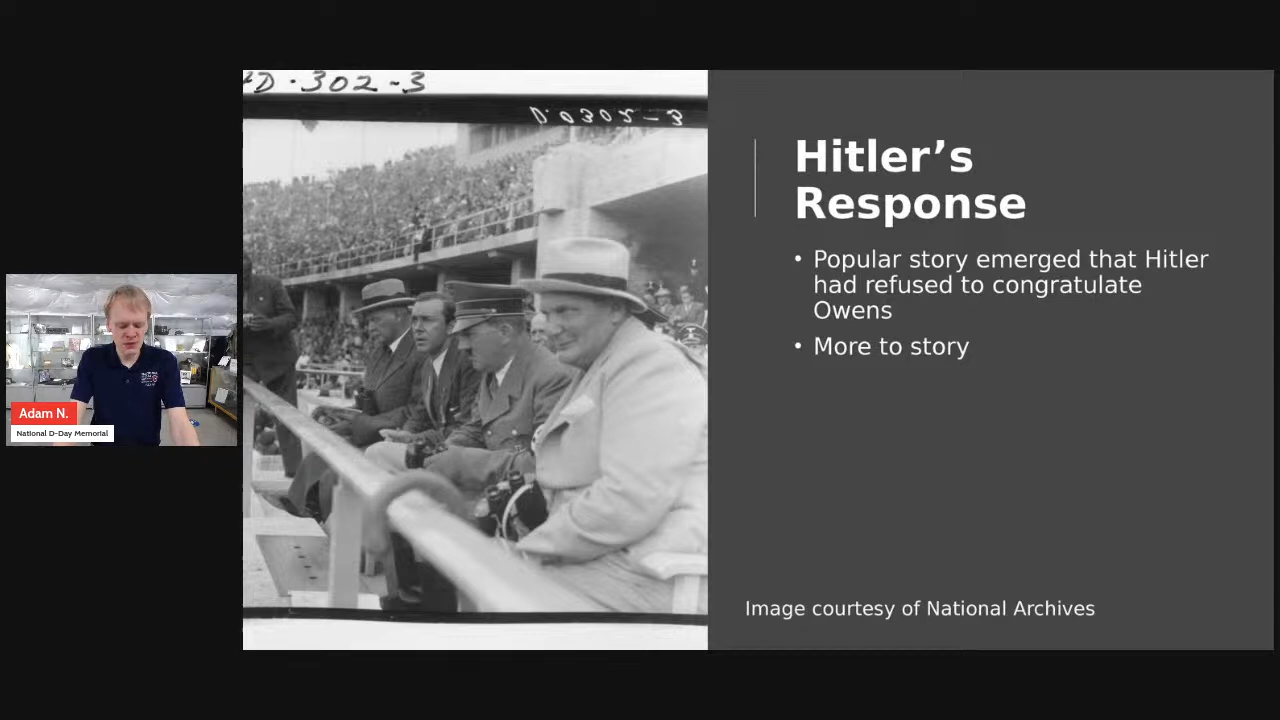 D-302-3
D.0302-3
Hitler’s
Response
• Popular story emerged that Hitler
had refused to congratulate
Owens
• More to story
Image courtesy of National Archives
Adam N.
National D-Day Memorial